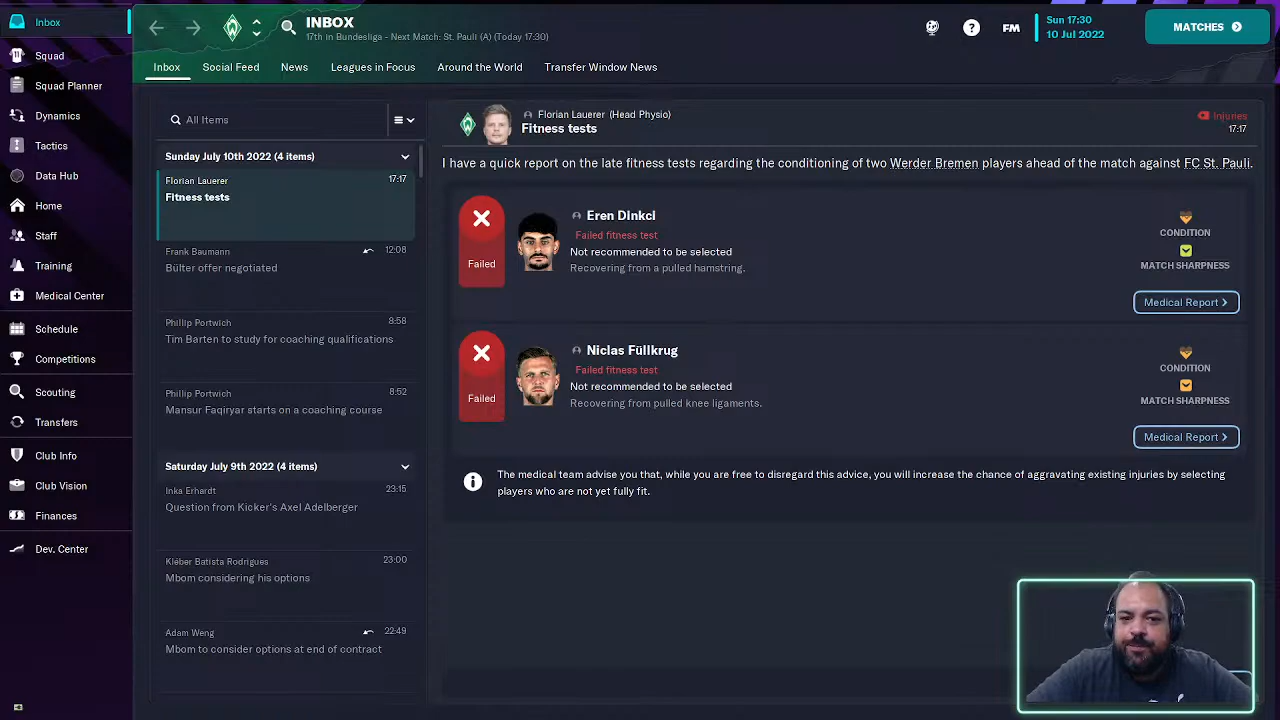 Inbox
Squad
Squad Planner
Dynamics
Tactics
Data Hub
Home
Staff
Training
Medical Center
Schedule
Competitions
Scouting
Transfers
Club Info
Club Vision
Finances
Dev. Center
INBOX
17th in Bundesliga - Next Match: St. Pauli (A) (Today 17:30)
FM
Sun 17:30
10 Jul 2022
MATCHES
Inbox
Social Feed
News
Leagues in Focus
Around the World
Transfer Window News
All Items
Sunday July 10th 2022 (4 items)
Florian Lauerer 17:17
Fitness tests
Frank Baumann 12:08
Bülter offer negotiated
Phillip Portwich 8:58
Tim Barten to study for coaching qualifications
Phillip Portwich 8:52
Mansur Faqiryar starts on a coaching course
Saturday July 9th 2022 (4 items)
Inka Erhardt 23:15
Question from Kicker's Axel Adelberger
Kléber Batista Rodrigues 23:00
Mbom considering his options
Adam Weng 22:49
Mbom to consider options at end of contract
Florian Lauerer (Head Physio)
Fitness tests
Injuries
17:17
I have a quick report on the late fitness tests regarding the conditioning of two Werder Bremen players ahead of the match against FC St. Pauli.
Failed
Eren Dinkci
Failed fitness test
Not recommended to be selected
Recovering from a pulled hamstring.
CONDITION
MATCH SHARPNESS
Medical Report
Failed
Niclas Füllkrug
Failed fitness test
Not recommended to be selected
Recovering from pulled knee ligaments.
CONDITION
MATCH SHARPNESS
Medical Report
The medical team advise you that, while you are free to disregard this advice, you will increase the chance of aggravating existing injuries by selecting
players who are not yet fully fit.